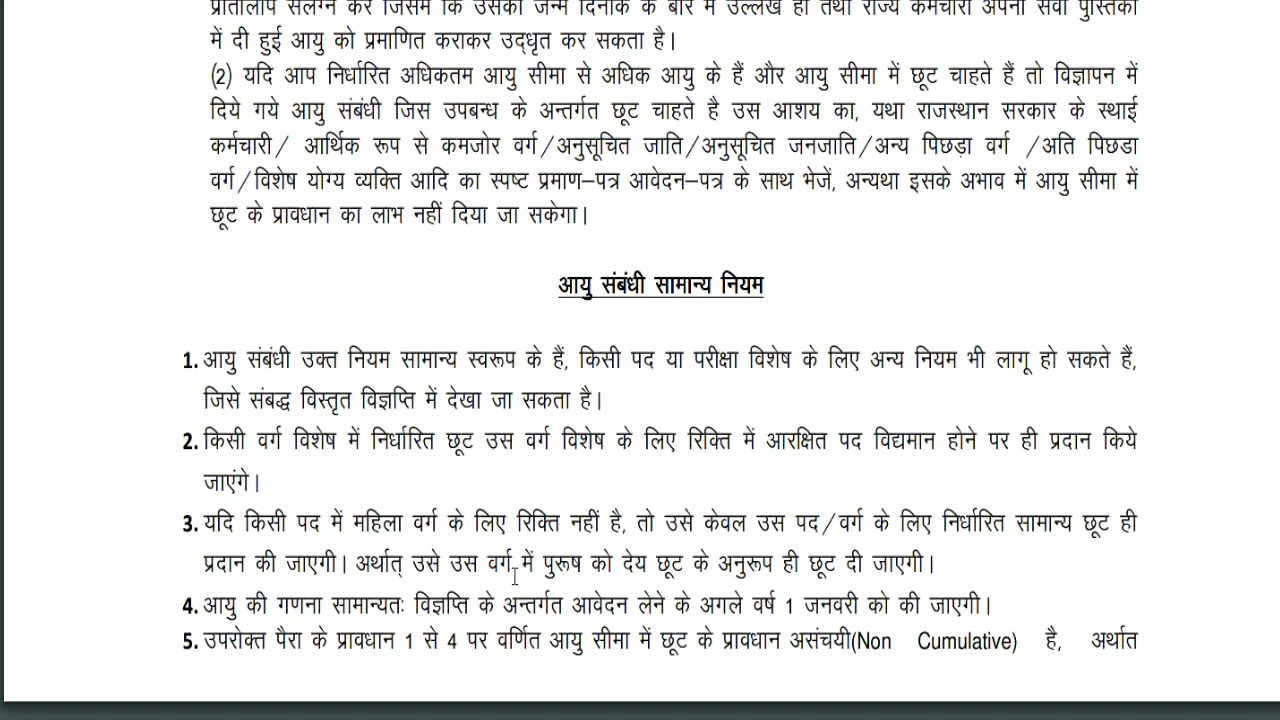 प्रतिलिपि संलग्न करें जिसमें कि उसकी जन्म दिनांक के बारे में उल्लेख हो तथा राज्य कर्मचारी अपनी सेवा पुस्तिका
में दी हुई आयु को प्रमाणित कराकर उद्धृत कर सकता है।
(2) यदि आप निर्धारित अधिकतम आयु सीमा से अधिक आयु के हैं और आयु सीमा में छूट चाहते हैं तो विज्ञापन में
दिये गये आयु संबंधी जिस उपबन्ध के अन्तर्गत छूट चाहते है उस आशय का, यथा राजस्थान सरकार के स्थाई
कर्मचारी/ आर्थिक रूप से कमजोर वर्ग/अनुसूचित जाति/अनुसूचित जनजाति/अन्य पिछड़ा वर्ग /अति पिछडा
वर्ग/विशेष योग्य व्यक्ति आदि का स्पष्ट प्रमाण–पत्र आवेदन–पत्र के साथ भेजें, अन्यथा इसके अभाव में आयु सीमा में
छूट के प्रावधान का लाभ नहीं दिया जा सकेगा।
आयु संबंधी सामान्य नियम
1. आयु संबंधी उक्त नियम सामान्य स्वरूप के हैं, किसी पद या परीक्षा विशेष के लिए अन्य नियम भी लागू हो सकते हैं,
जिसे संबद्ध विस्तृत विज्ञप्ति में देखा जा सकता है।
2. किसी वर्ग विशेष में निर्धारित छूट उस वर्ग विशेष के लिए रिक्ति में आरक्षित पद विद्यमान होने पर ही प्रदान किये
जाएंगे।
3. यदि किसी पद में महिला वर्ग के लिए रिक्ति नहीं है, तो उसे केवल उस पद/वर्ग के लिए निर्धारित सामान्य छूट ही
प्रदान की जाएगी। अर्थात् उसे उस वर्ग में पुरूष को देय छूट के अनुरूप ही छूट दी जाएगी।
4. आयु की गणना सामान्यतः विज्ञप्ति के अन्तर्गत आवेदन लेने के अगले वर्ष 1 जनवरी को की जाएगी।
5. उपरोक्त पैरा के प्रावधान 1 से 4 पर वर्णित आयु सीमा में छूट के प्रावधान असंचयी(Non Cumulative) है, अर्थात